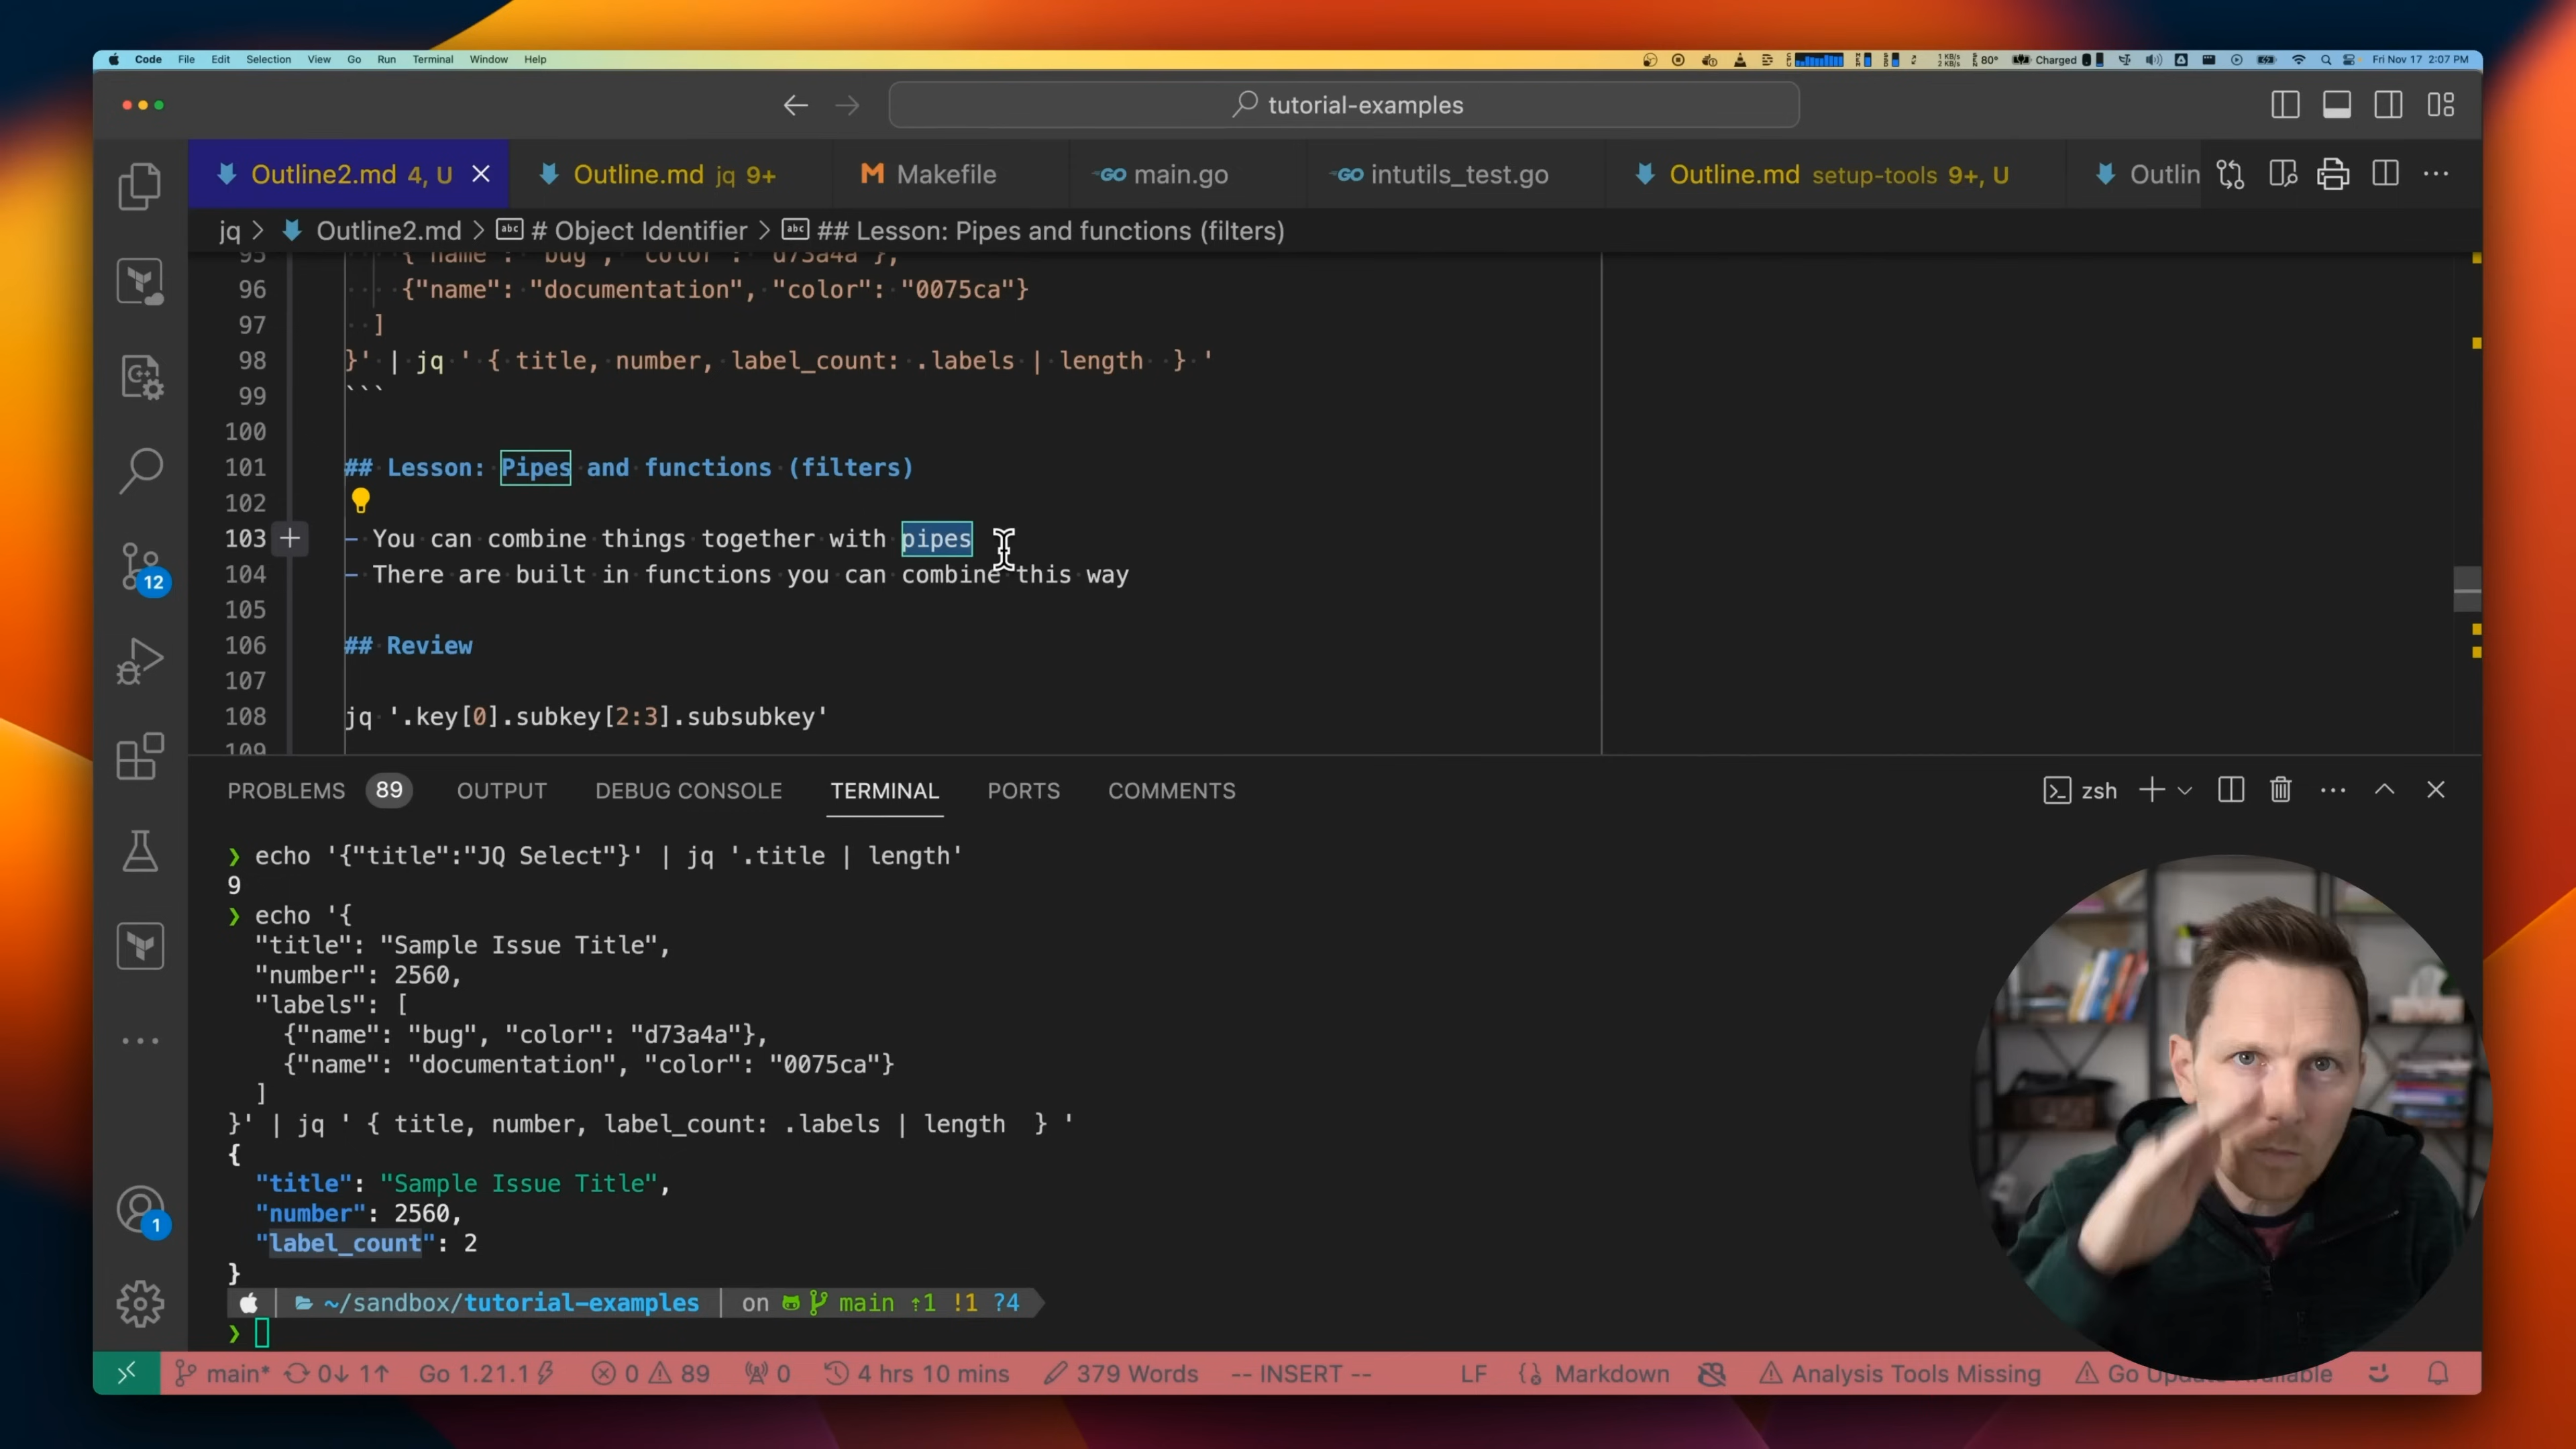 Code File Edit Selection View Go Run Terminal Window Help
1 KB/s
2 KB/s
80° Charged Fri Nov 17 2:07 PM
tutorial-examples
Outline2.md 4, U Outline.md jq 9+ Makefile main.go intutils_test.go Outline.md setup-tools 9+, U Outlin
jq > Outline2.md > # Object Identifier > ## Lesson: Pipes and functions (filters)
95 {"name": "bug", "color": "d73a4a"},
96 {"name": "documentation", "color": "0075ca"}
97 ]
98 }' | jq ' { title, number, label_count: .labels | length } '
99 ```
100
101 ## Lesson: Pipes and functions (filters)
102
103 - You can combine things together with pipes
104 - There are built in functions you can combine this way
105
106 ## Review
107
108 jq '.key[0].subkey[2:3].subsubkey'
109
12
1
PROBLEMS 89 OUTPUT DEBUG CONSOLE TERMINAL PORTS COMMENTS zsh
❯ echo '{"title":"JQ Select"}' | jq '.title | length'
9
❯ echo '{
"title": "Sample Issue Title",
"number": 2560,
"labels": [
{"name": "bug", "color": "d73a4a"},
{"name": "documentation", "color": "0075ca"}
]
}' | jq ' { title, number, label_count: .labels | length } '
{
"title": "Sample Issue Title",
"number": 2560,
"label_count": 2
}
~/sandbox/tutorial-examples on main ⇡1 !1 ?4
❯
main* 0↓ 1↑ Go 1.21.1 0 89 0 4 hrs 10 mins 379 Words -- INSERT -- LF Markdown Analysis Tools Missing Go Update Available